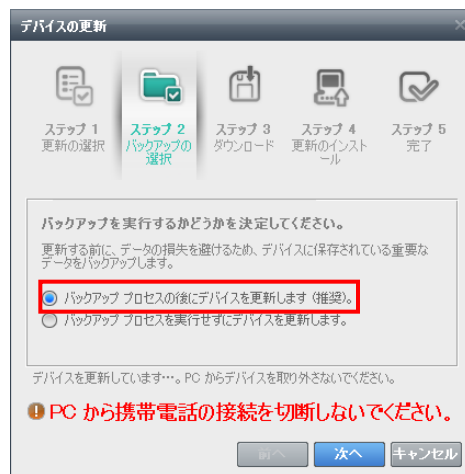 デバイスの更新
ステップ 1
更新の選択
ステップ 2
バックアップの
選択
ステップ 3
ダウンロード
ステップ 4
更新のインスト
ール
ステップ 5
完了
バックアップを実行するかどうかを決定してください。
更新する前に、データの損失を避けるため、デバイスに保存されている重要な
データをバックアップします。
バックアップ プロセスの後にデバイスを更新します (推奨)。
バックアップ プロセスを実行せずにデバイスを更新します。
デバイスを更新しています…。PC からデバイスを取り外さないでください。
PC から携帯電話の接続を切断しないでください。
前へ
次へ
キャンセル